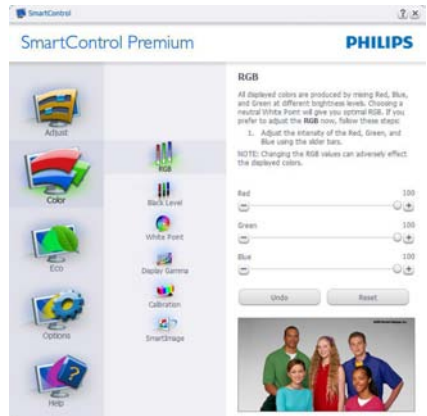 SmartControl
SmartControl Premium
PHILIPS
Adjust
Color
Eco
Options
Help
RGB
Black Level
White Point
Display Gamma
Calibration
SmartImage
RGB
All displayed colors are produced by mixing Red, Blue,
and Green at different brightness levels. Choosing a
neutral White Point will give you optimal RGB. If you
prefer to adjust the RGB now, follow these steps:
1. Adjust the intensity of the Red, Green, and
Blue using the slider bars.
NOTE: Changing the RGB values can adversely effect
the displayed colors.
Red 100
Green 100
Blue 100
Undo Reset